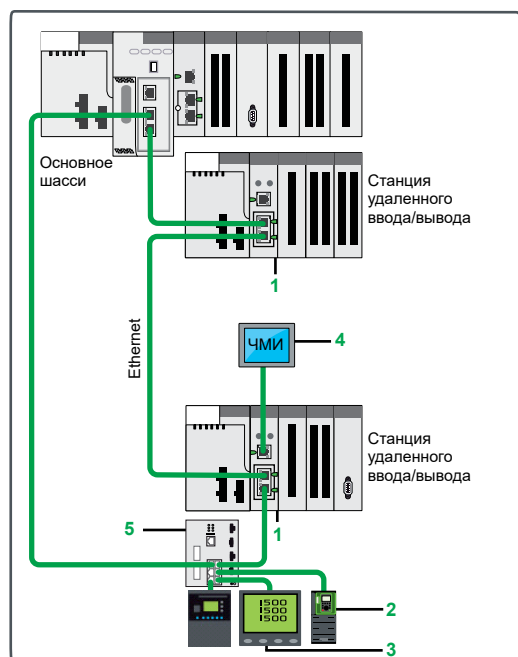 Основное
шасси
Станция
удаленного
ввода/вывода
1
Ethernet
ЧМИ
4
Станция
удаленного
ввода/вывода
1
5
2
1500
1500
1500
3